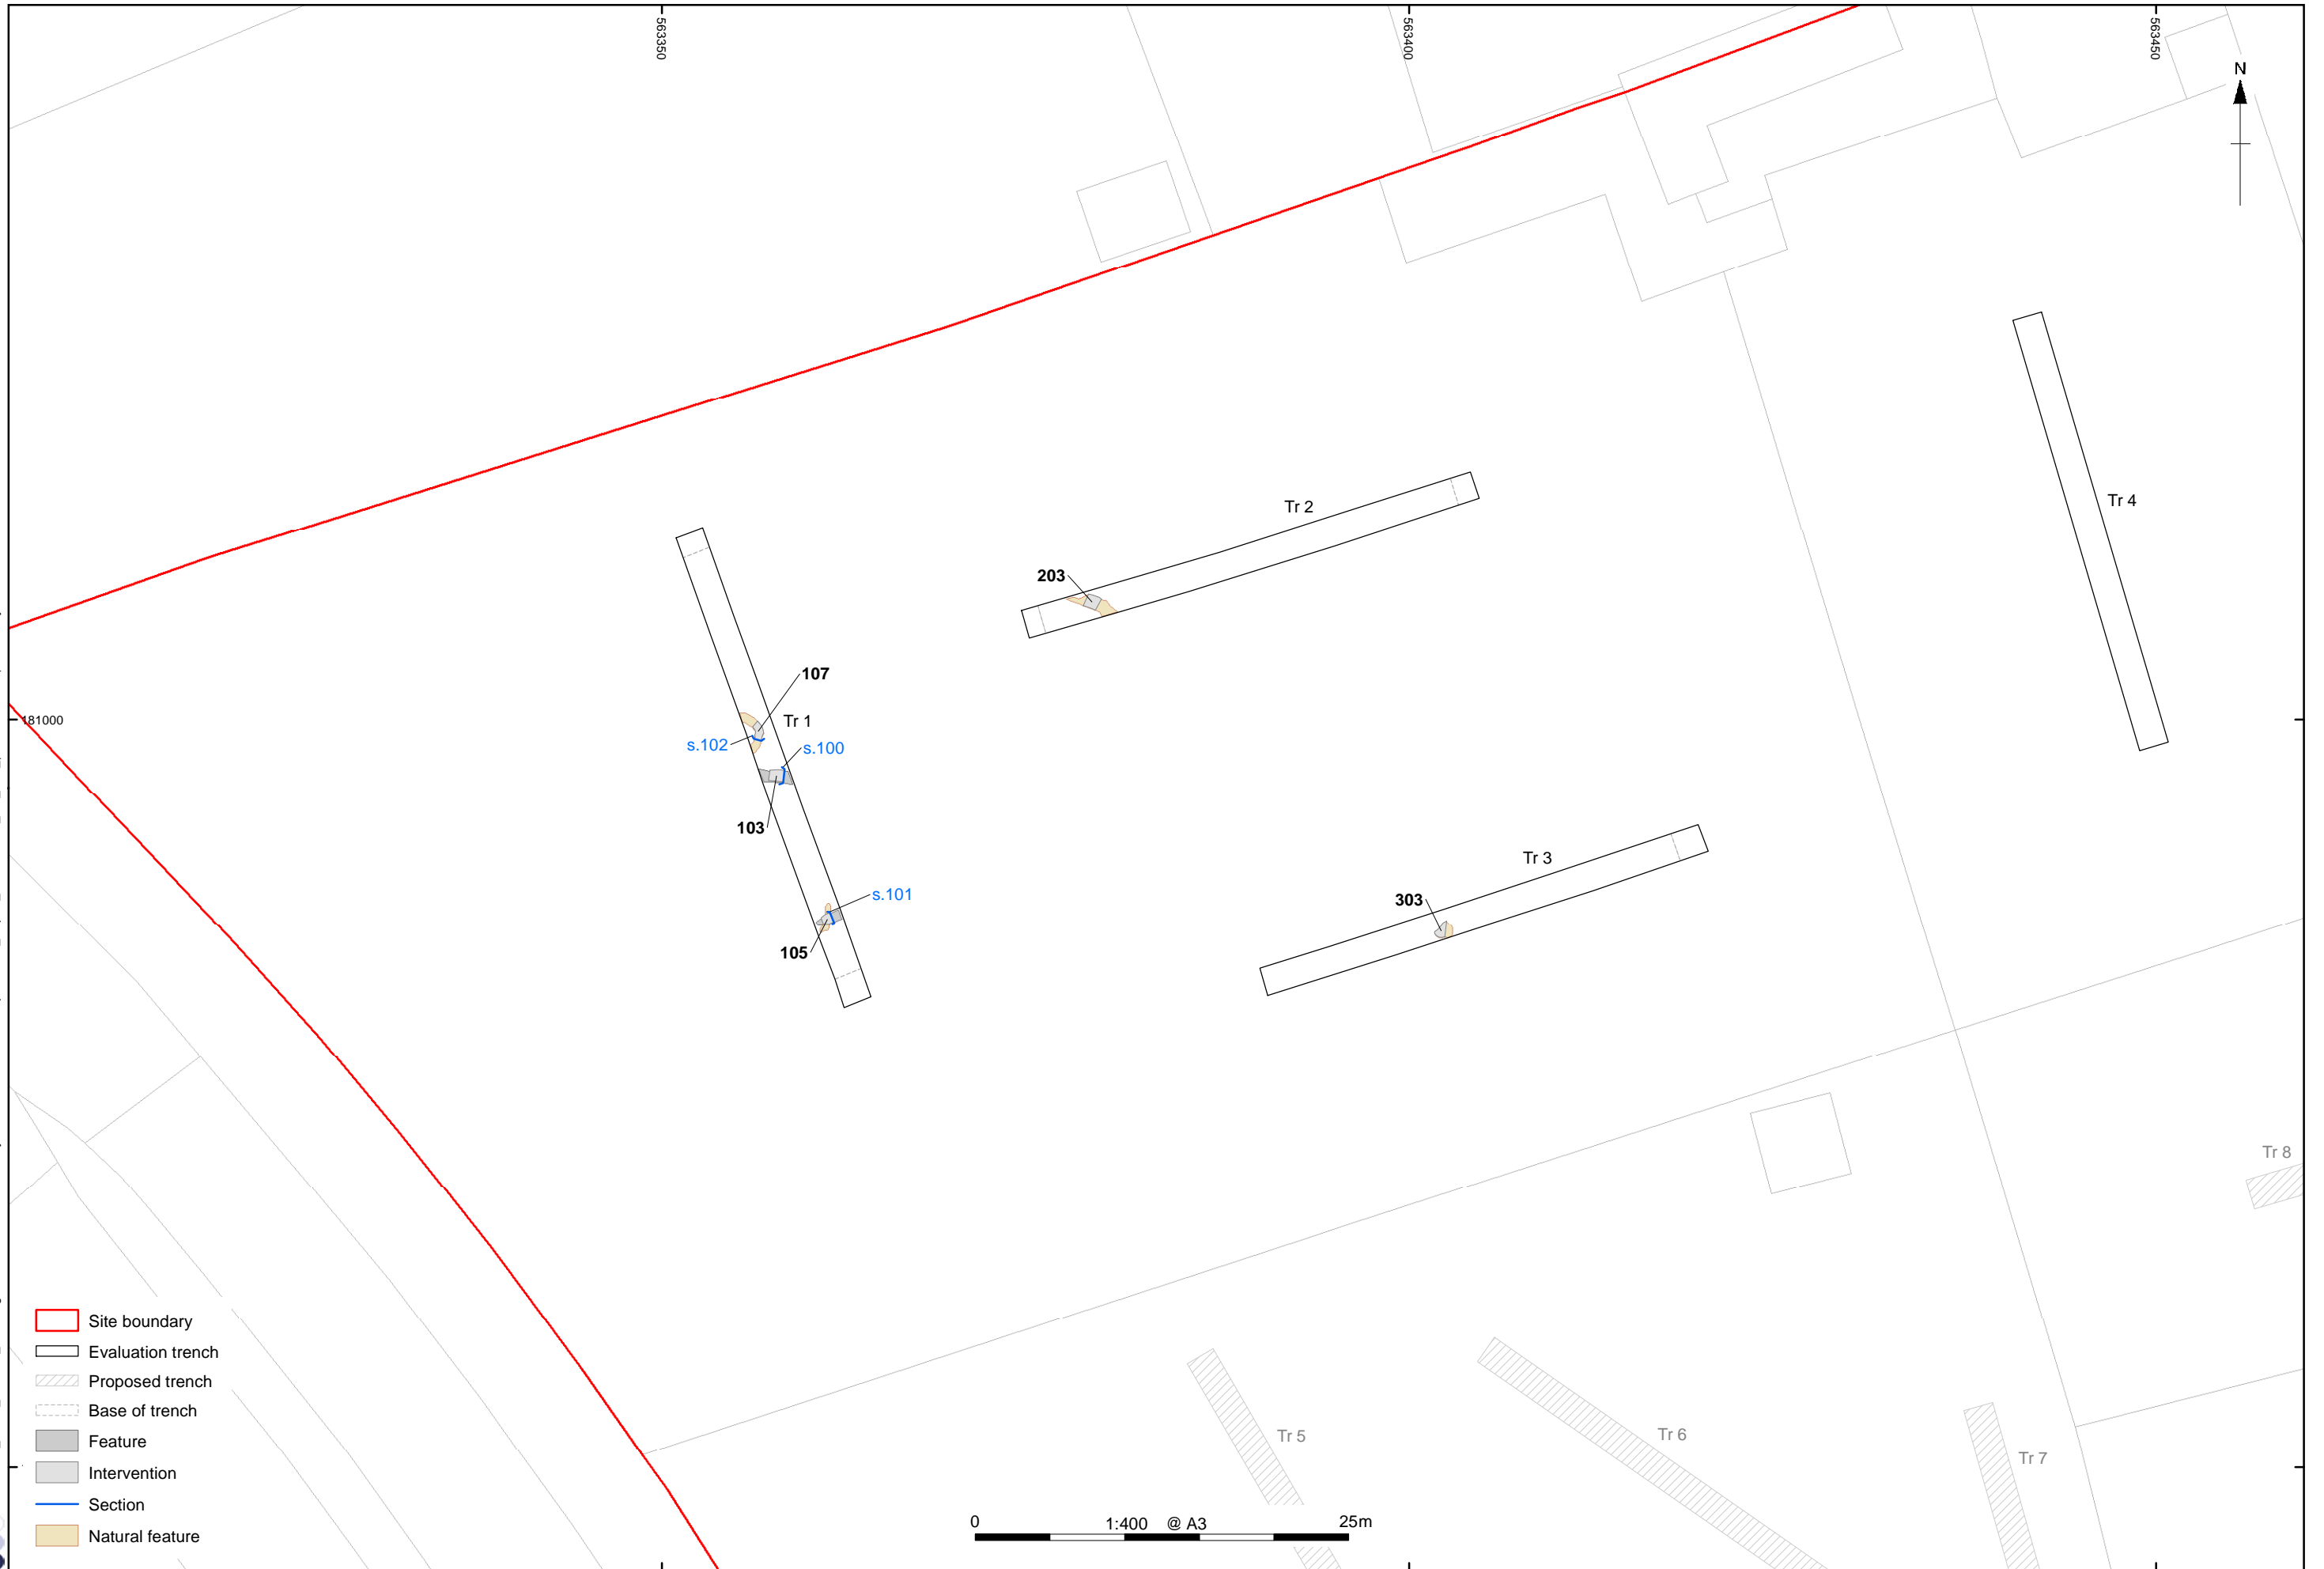 563350
563400
563450
N
Tr 2
Tr 4
203
107
181000
Tr 1
s.102
s.100
103
Tr 3
s.101
303
105
Tr 8
Site boundary
Evaluation trench
Proposed trench
Base of trench
Feature
Intervention
Section
Natural feature
Tr 5
Tr 6
Tr 7
0 1:400 @ A3 25m